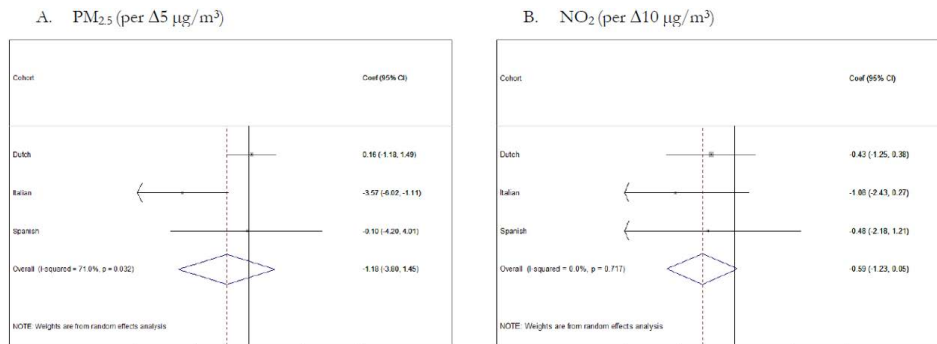 A. PM2.5 (per Δ5 µg/m³)
Cohort Coef (95% CI)
Dutch 0.16 (-1.18, 1.49)
Italian -3.57 (-6.02, -1.11)
Spanish -0.10 (-4.20, 4.01)
Overall (I-squared = 71.0%, p = 0.032) -1.18 (-3.80, 1.45)
NOTE: Weights are from random effects analysis
B. NO2 (per Δ10 µg/m³)
Cohort Coef (95% CI)
Dutch -0.43 (-1.25, 0.38)
Italian -1.08 (-2.43, 0.27)
Spanish -0.48 (-2.18, 1.21)
Overall (I-squared = 0.0%, p = 0.717) -0.59 (-1.23, 0.05)
NOTE: Weights are from random effects analysis